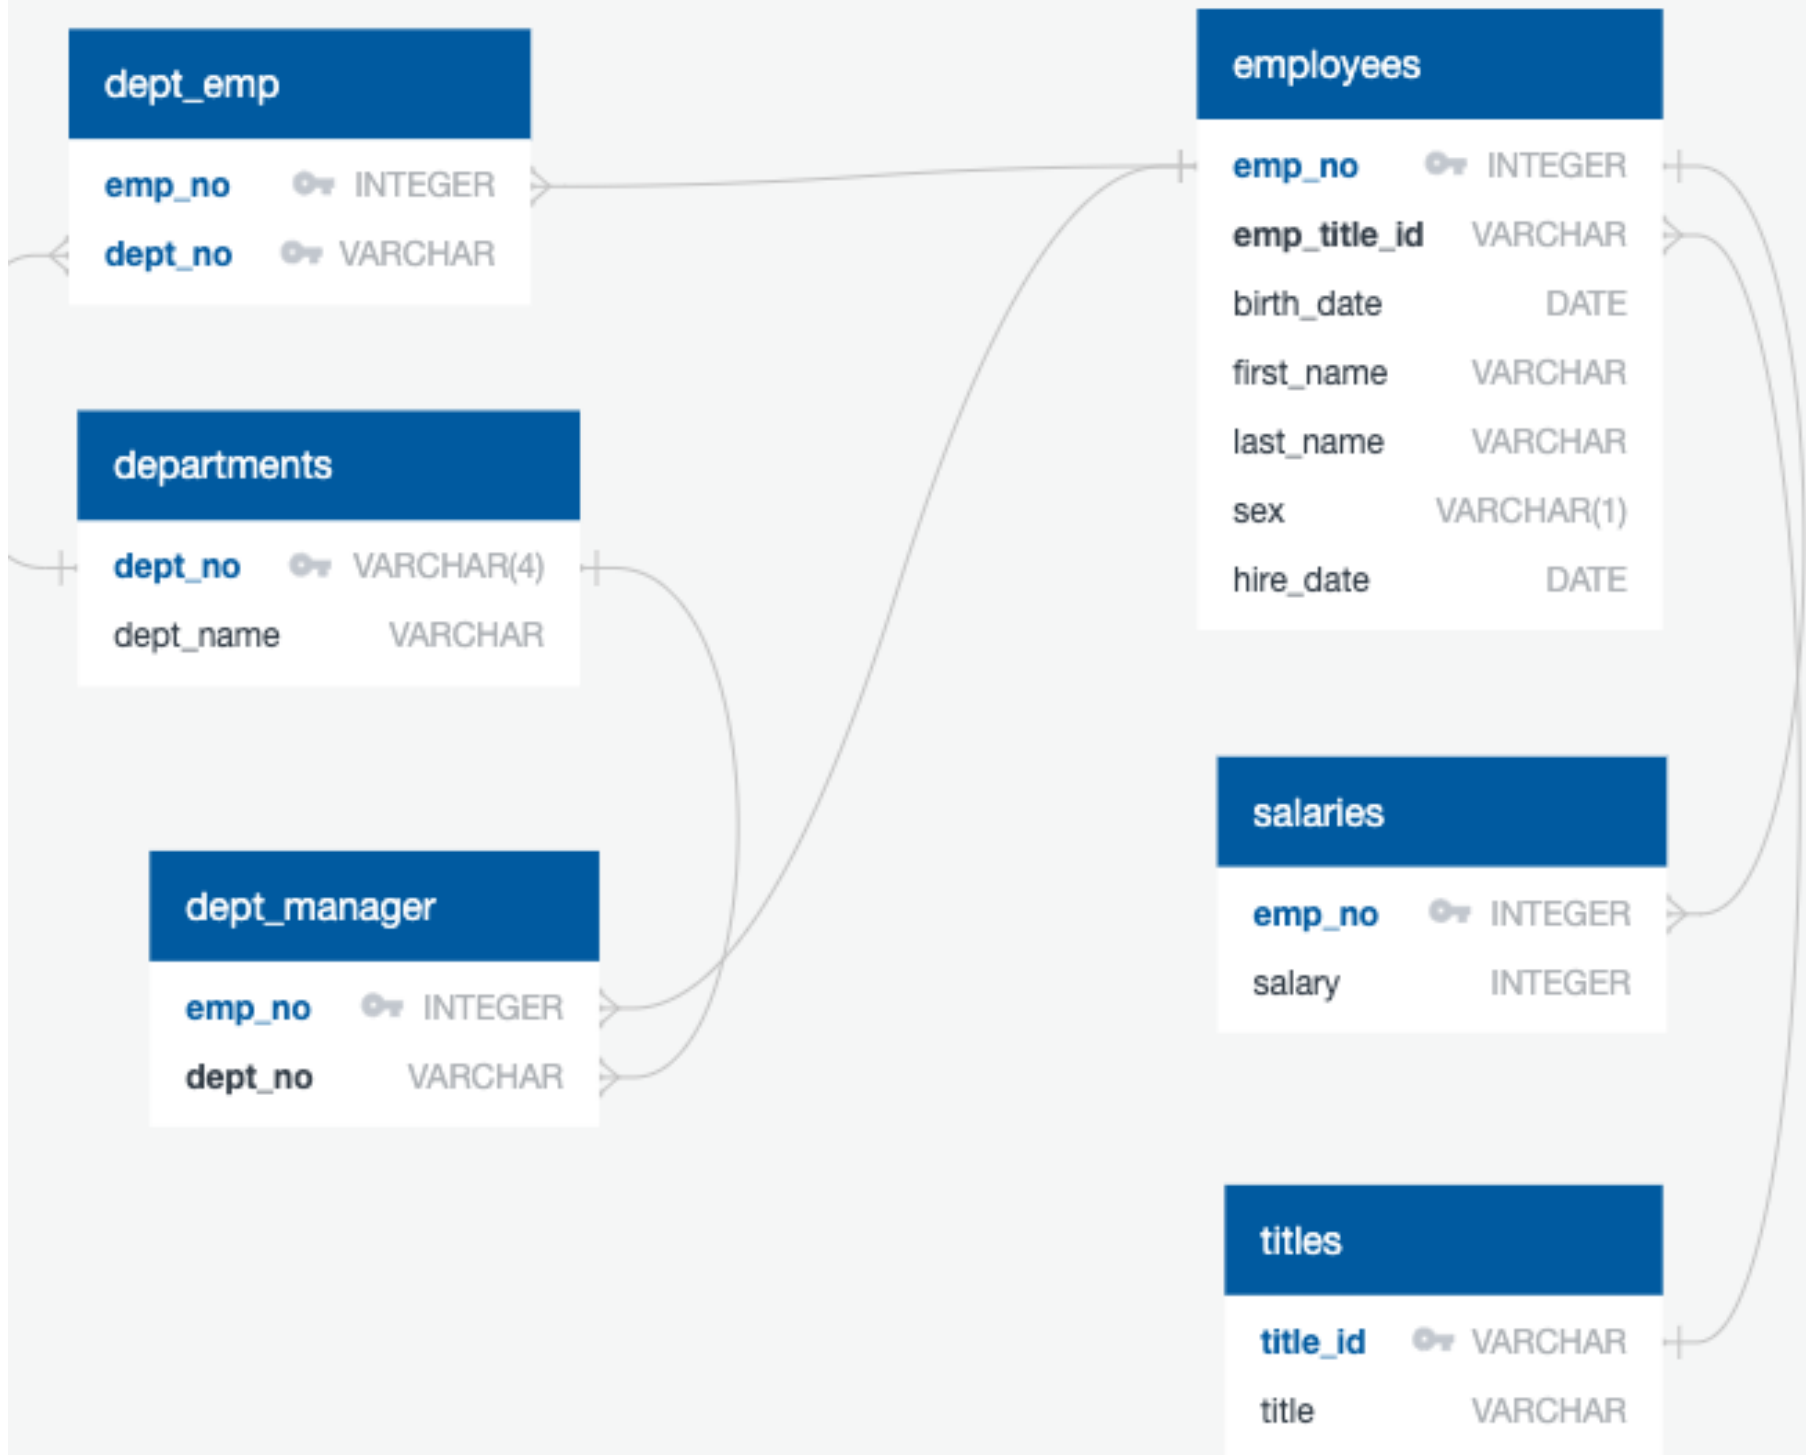 dept_emp
emp_no INTEGER
dept_no VARCHAR
departments
dept_no VARCHAR(4)
dept_name VARCHAR
dept_manager
emp_no INTEGER
dept_no VARCHAR
employees
emp_no INTEGER
emp_title_id VARCHAR
birth_date DATE
first_name VARCHAR
last_name VARCHAR
sex VARCHAR(1)
hire_date DATE
salaries
emp_no INTEGER
salary INTEGER
titles
title_id VARCHAR
title VARCHAR